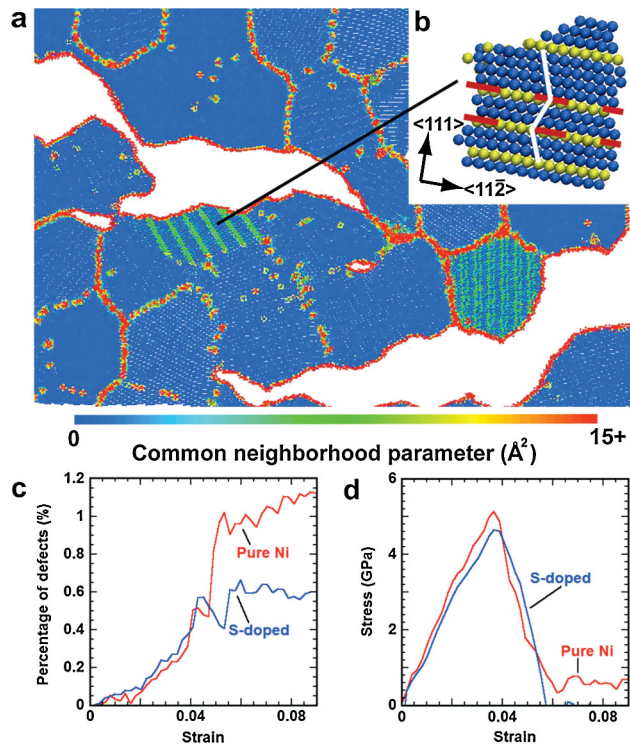 a
b
<111>
<112̄>
0
15+
Common neighborhood parameter (Å²)
c
Percentage of defects (%)
1.2
1
0.8
0.6
0.4
0.2
0
0.04
0.08
Strain
Pure Ni
S-doped
d
Stress (GPa)
6
4
2
0
0
0.04
0.08
Strain
S-doped
Pure Ni